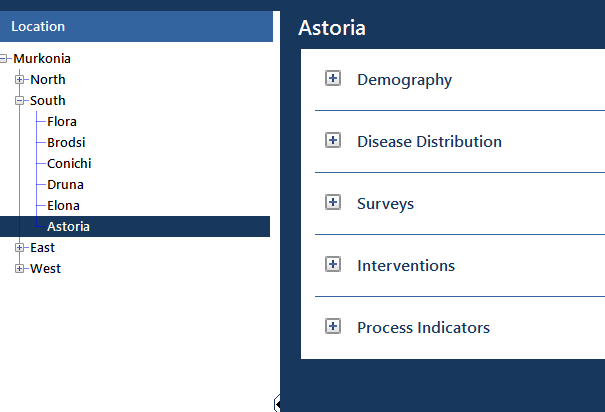 Location
Murkonia
North
South
Flora
Brodsi
Conichi
Druna
Elona
Astoria
East
West
Astoria
Demography
Disease Distribution
Surveys
Interventions
Process Indicators